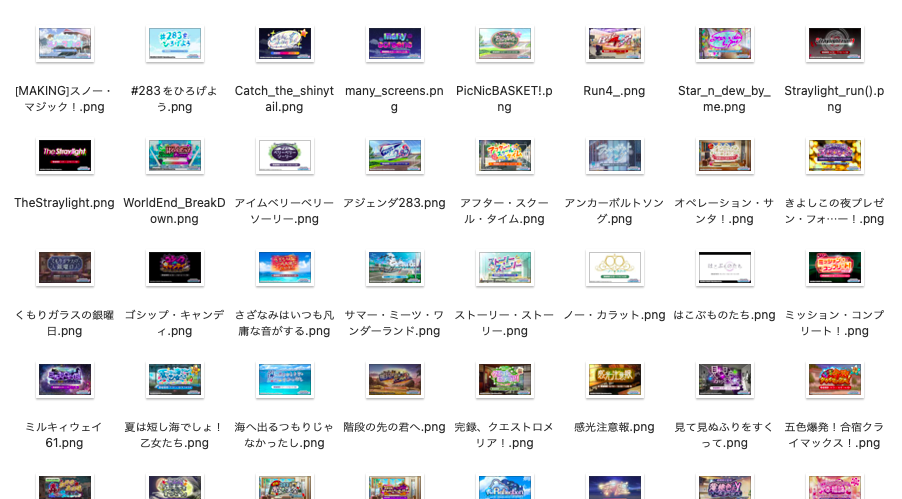 [MAKING]スノー・
マジック！.png
#283をひろげよ
う.png
Catch_the_shinyt
ail.png
many_screens.pn
g
PicNicBASKET!.p
ng
Run4_.png
Star_n_dew_by_
me.png
Straylight_run().p
ng
The Straylight
TheStraylight.png
WorldEnd_BreakD
own.png
アイムベリーベリー
ソーリー.png
アジェンダ283.png
アフター・スクー
ル・タイム.png
アンカーボルトソン
グ.png
オペレーション・サ
ンタ！.png
きよしこの夜プレゼ
ン・フォ…ー！.png
くもりガラスの銀曜
日.png
ゴシップ・キャンデ
ィ.png
さざなみはいつも凡
庸な音がする.png
サマー・ミーツ・ワ
ンダーランド.png
ストーリー・ストー
リー.png
ノー・カラット.png
はこぶものたち.png
ミッション・コンプ
リート！.png
ミルキィウェイ
61.png
夏は短し海でしょ！
乙女たち.png
海へ出るつもりじゃ
なかったし.png
階段の先の君へ.png
完録、クエストロメ
リア！.png
感光注意報.png
見て見ぬふりをすく
って.png
五色爆発！合宿クラ
イマックス！.png